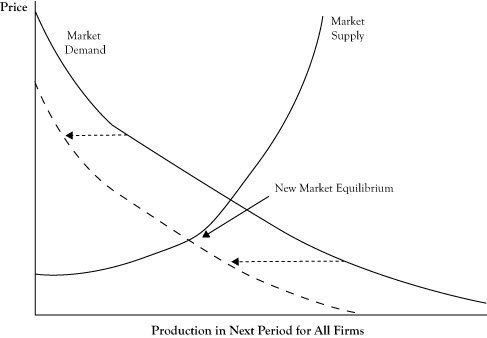 Price
Market
Demand
Market
Supply
New Market Equilibrium
Production in Next Period for All Firms